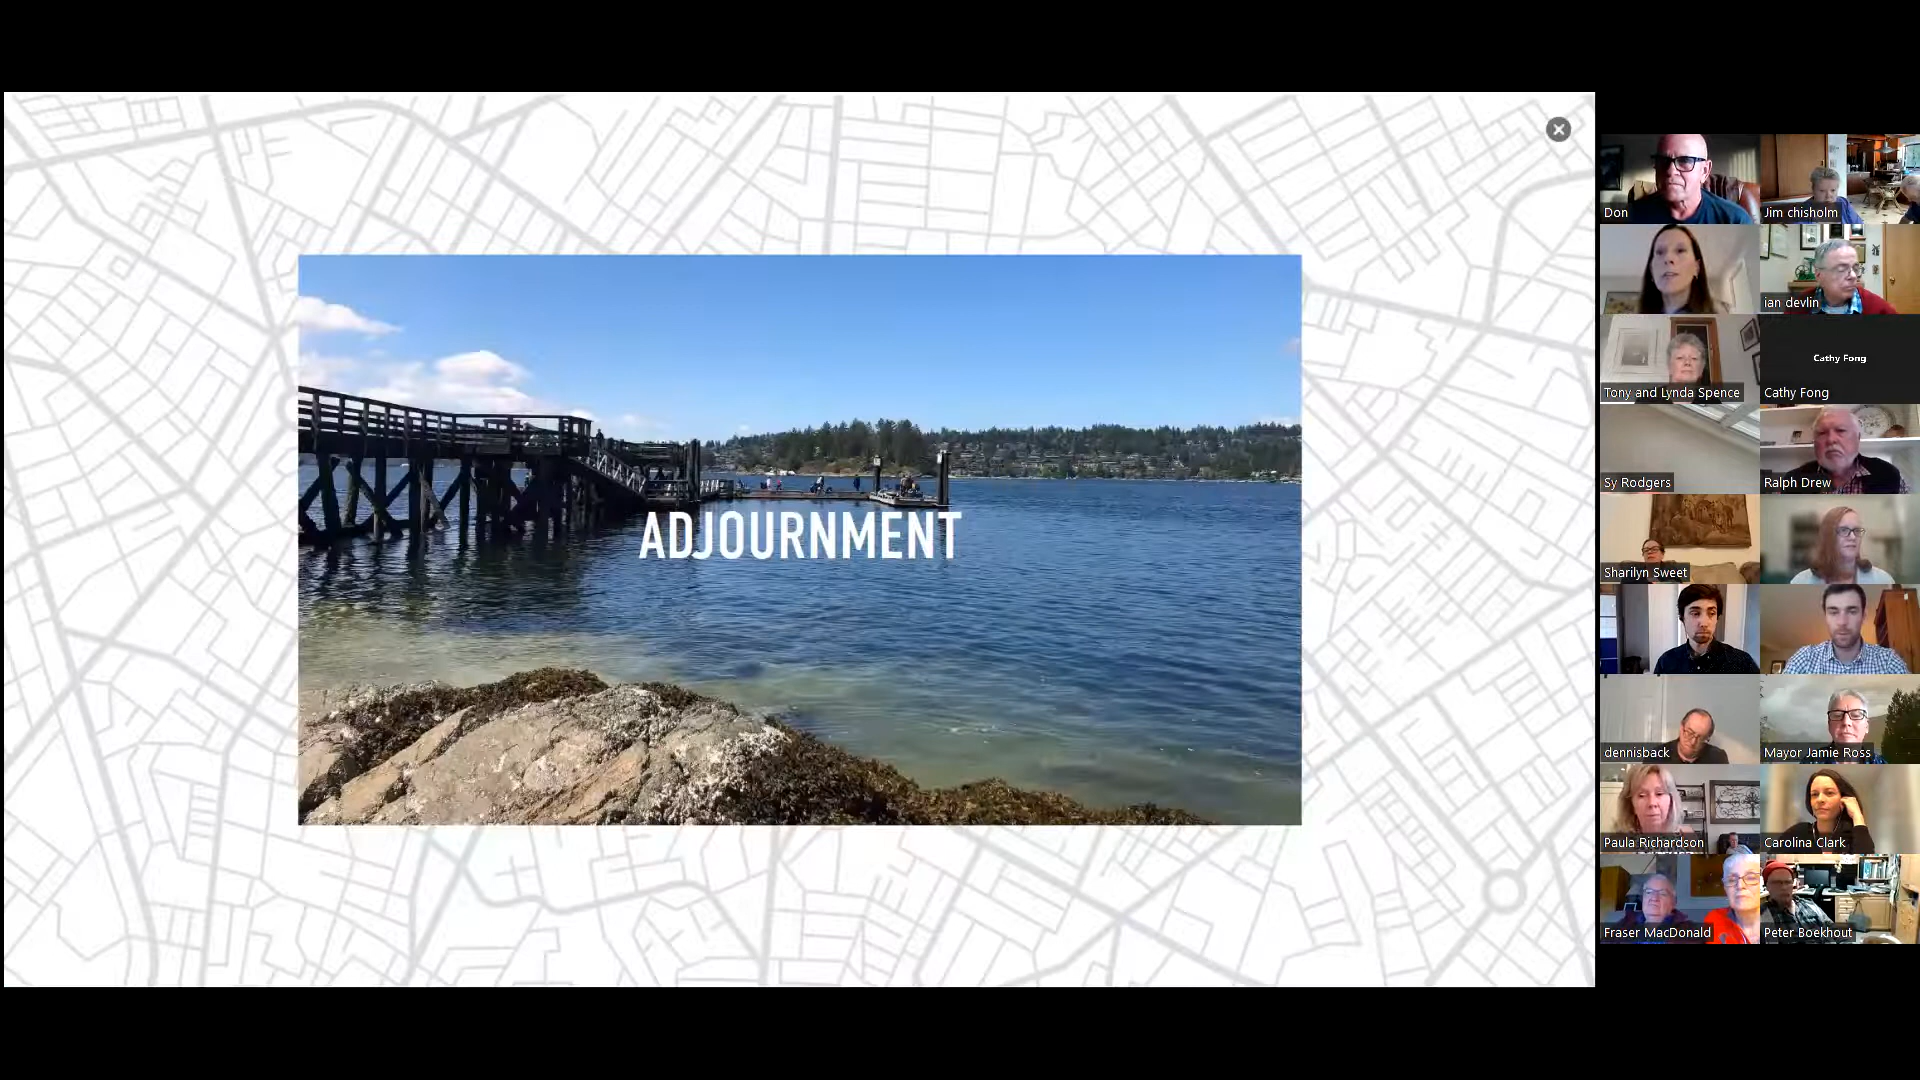 ADJOURNMENT
Don
Jim chisholm
ian devlin
Tony and Lynda Spence
Cathy Fong
Cathy Fong
Sy Rodgers
Ralph Drew
Sharilyn Sweet
dennisback
Mayor Jamie Ross
Paula Richardson
Carolina Clark
Fraser MacDonald
Peter Boekhout